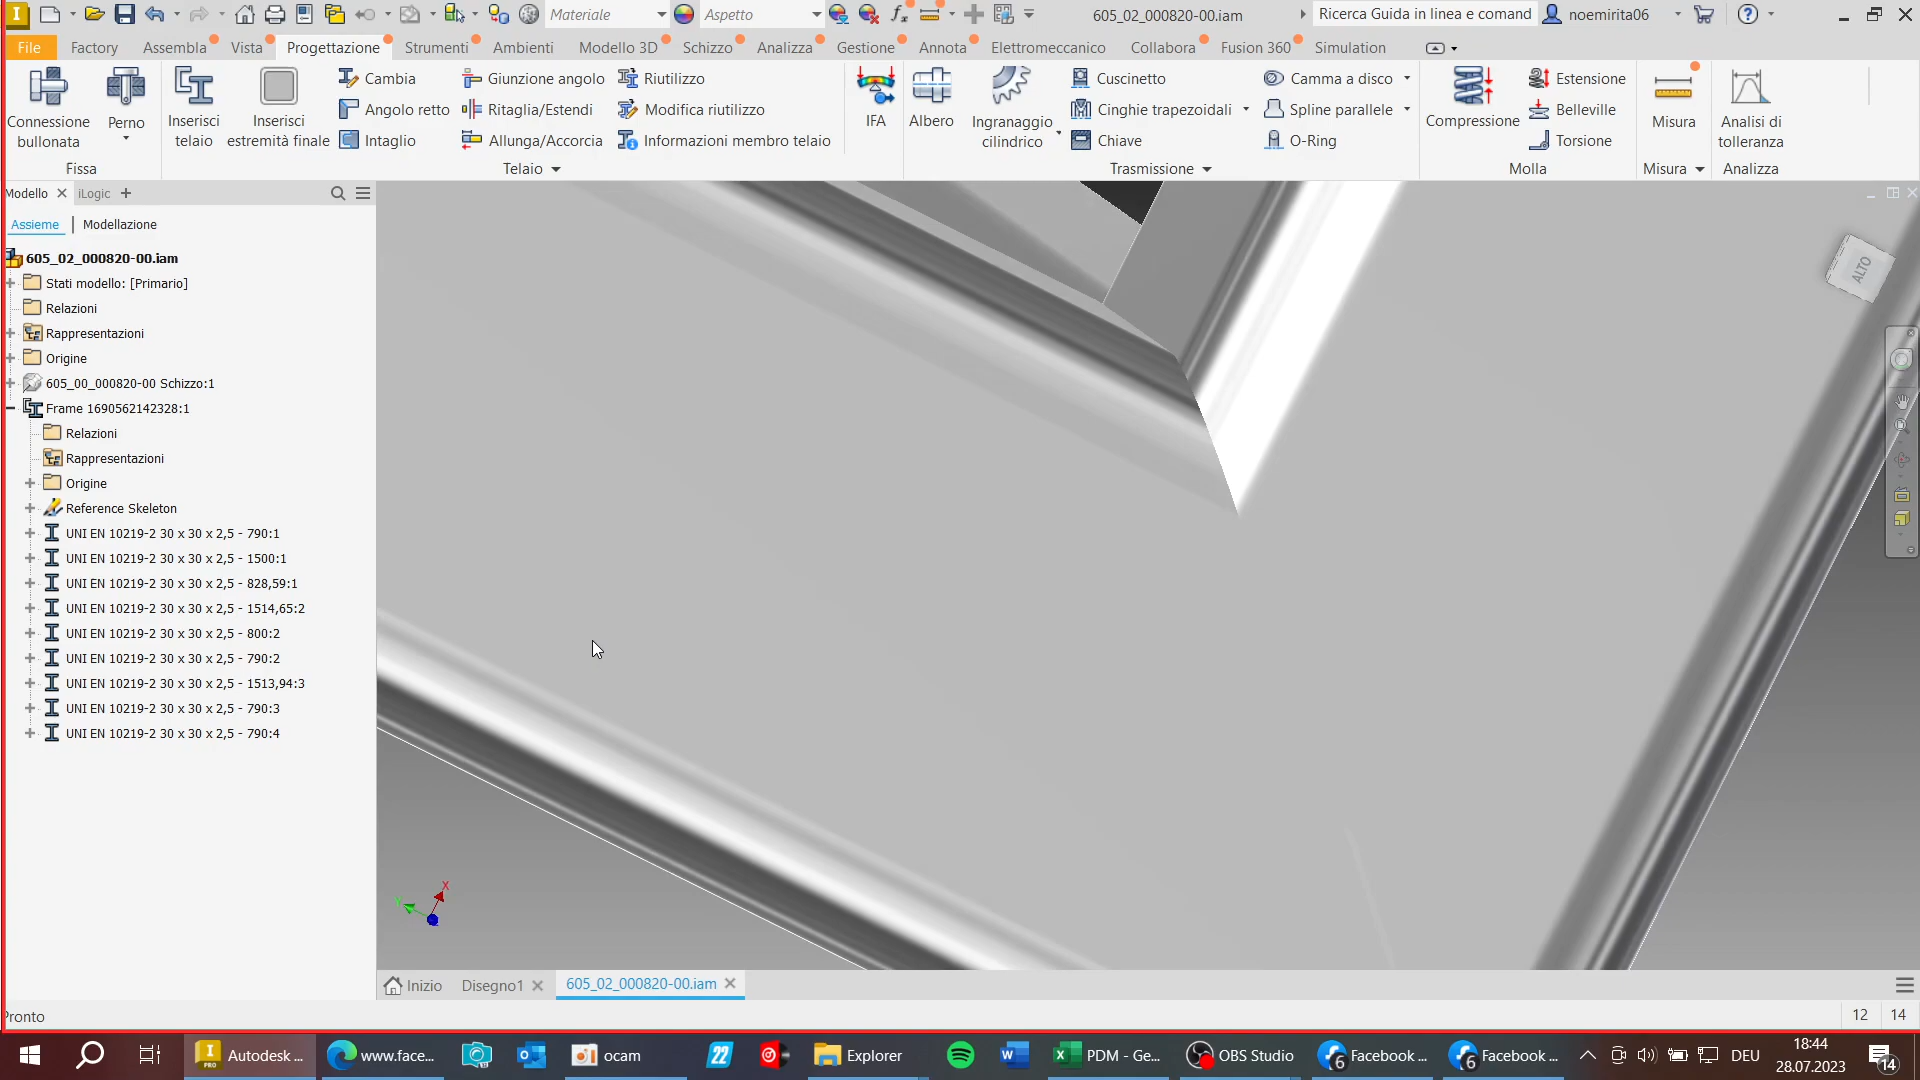 Materiale
Aspetto
605_02_000820-00.iam
Ricerca Guida in linea e comand
noemirita06
File
Factory
Assembla
Vista
Progettazione
Strumenti
Ambienti
Modello 3D
Schizzo
Analizza
Gestione
Annota
Elettromeccanico
Collabora
Fusion 360
Simulation
Connessione
bullonata
Perno
Inserisci
telaio
Inserisci
estremità finale
Cambia
Angolo retto
Intaglio
Giunzione angolo
Ritaglia/Estendi
Allunga/Accorcia
Riutilizzo
Modifica riutilizzo
Informazioni membro telaio
IFA
Albero
Ingranaggio
cilindrico
Cuscinetto
Cinghie trapezoidali
Chiave
Camma a disco
Spline parallele
O-Ring
Compressione
Estensione
Belleville
Torsione
Misura
Analisi di
tolleranza
Fissa
Telaio
Trasmissione
Molla
Misura
Analizza
Modello
iLogic
Assieme
Modellazione
605_02_000820-00.iam
Stati modello: [Primario]
Relazioni
Rappresentazioni
Origine
605_00_000820-00 Schizzo:1
Frame 1690562142328:1
Relazioni
Rappresentazioni
Origine
Reference Skeleton
UNI EN 10219-2 30 x 30 x 2,5 - 790:1
UNI EN 10219-2 30 x 30 x 2,5 - 1500:1
UNI EN 10219-2 30 x 30 x 2,5 - 828,59:1
UNI EN 10219-2 30 x 30 x 2,5 - 1514,65:2
UNI EN 10219-2 30 x 30 x 2,5 - 800:2
UNI EN 10219-2 30 x 30 x 2,5 - 790:2
UNI EN 10219-2 30 x 30 x 2,5 - 1513,94:3
UNI EN 10219-2 30 x 30 x 2,5 - 790:3
UNI EN 10219-2 30 x 30 x 2,5 - 790:4
ALTO
X
Y
Inizio
Disegno1
605_02_000820-00.iam
Pronto
12
14
Autodesk ...
PRO
www.face...
ocam
22
Explorer
PDM - Ge...
OBS Studio
6
Facebook ...
6
Facebook ...
DEU
18:44
28.07.2023
14